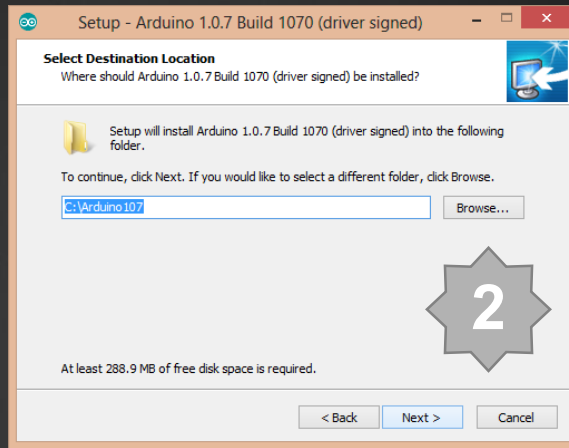 Setup - Arduino 1.0.7 Build 1070 (driver signed)
Select Destination Location
Where should Arduino 1.0.7 Build 1070 (driver signed) be installed?
Setup will install Arduino 1.0.7 Build 1070 (driver signed) into the following
folder.
To continue, click Next. If you would like to select a different folder, click Browse.
C:\Arduino107
Browse...
2
At least 288.9 MB of free disk space is required.
< Back
Next >
Cancel